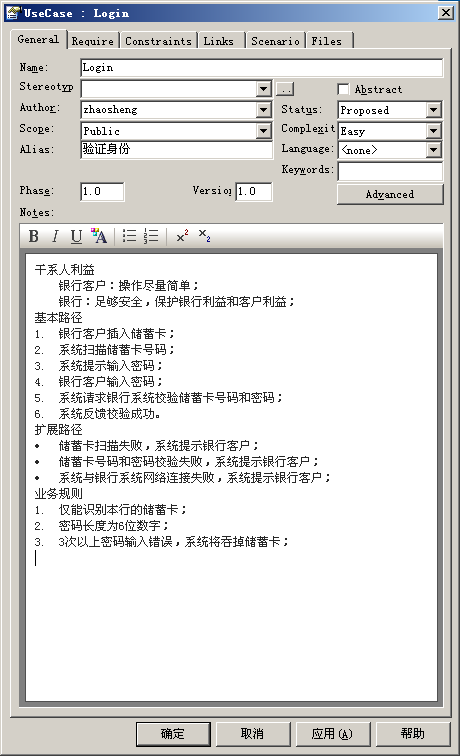 UseCase : Login
General Require Constraints Links Scenario Files
Name: Login
Stereotyp .. Abstract
Author: zhaosheng Status: Proposed
Scope: Public Complexit Easy
Alias: 验证身份 Language: <none>
Keywords:
Phase: 1.0 Version 1.0 Advanced
Notes:
B I U A x² x₂
干系人利益
银行客户：操作尽量简单；
银行：足够安全，保护银行利益和客户利益；
基本路径
1. 银行客户插入储蓄卡；
2. 系统扫描储蓄卡号码；
3. 系统提示输入密码；
4. 银行客户输入密码；
5. 系统请求银行系统校验储蓄卡号码和密码；
6. 系统反馈校验成功。
扩展路径
• 储蓄卡扫描失败，系统提示银行客户；
• 储蓄卡号码和密码校验失败，系统提示银行客户；
• 系统与银行系统网络连接失败，系统提示银行客户；
业务规则
1. 仅能识别本行的储蓄卡；
2. 密码长度为6位数字；
3. 3次以上密码输入错误，系统将吞掉储蓄卡；
确定 取消 应用(A) 帮助